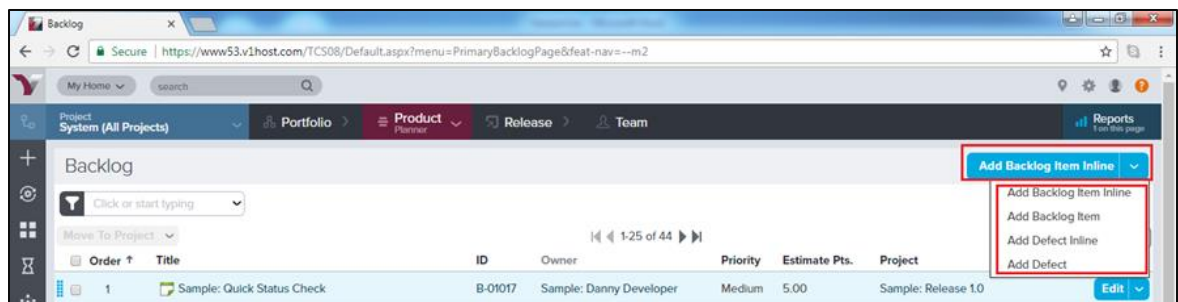 Backlog
Secure | https://www53.v1host.com/TCS08/Default.aspx?menu=PrimaryBacklogPage&feat-nav=--m2
My Home search
Project
System (All Projects) Portfolio Product Planner Release Team Reports
1 on this page
Backlog Add Backlog Item Inline
Click or start typing Add Backlog Item Inline
Add Backlog Item
Move To Project 1-25 of 44 Add Defect Inline
Order ↑ Title ID Owner Priority Estimate Pts. Project Add Defect
1 Sample: Quick Status Check B-01017 Sample: Danny Developer Medium 5.00 Sample: Release 1.0 Edit